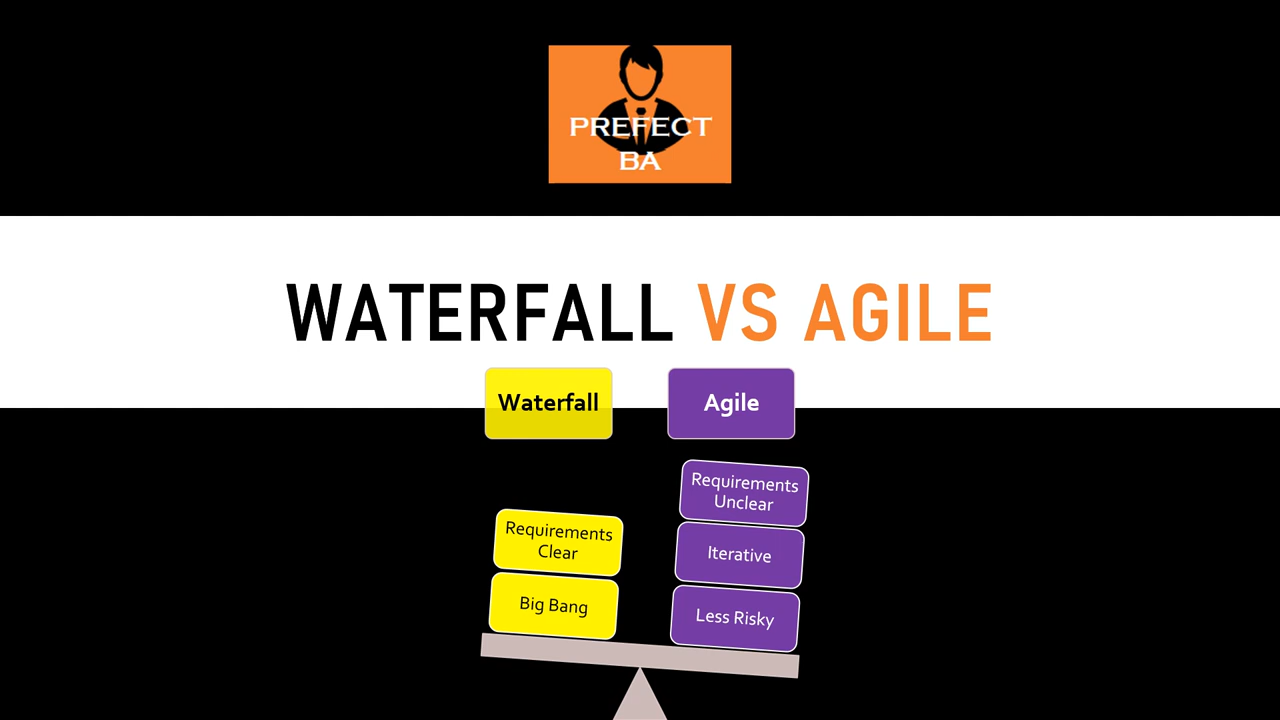 PREFECT
BA
WATERFALL VS AGILE
Waterfall
Agile
Requirements
Clear
Big Bang
Requirements
Unclear
Iterative
Less Risky